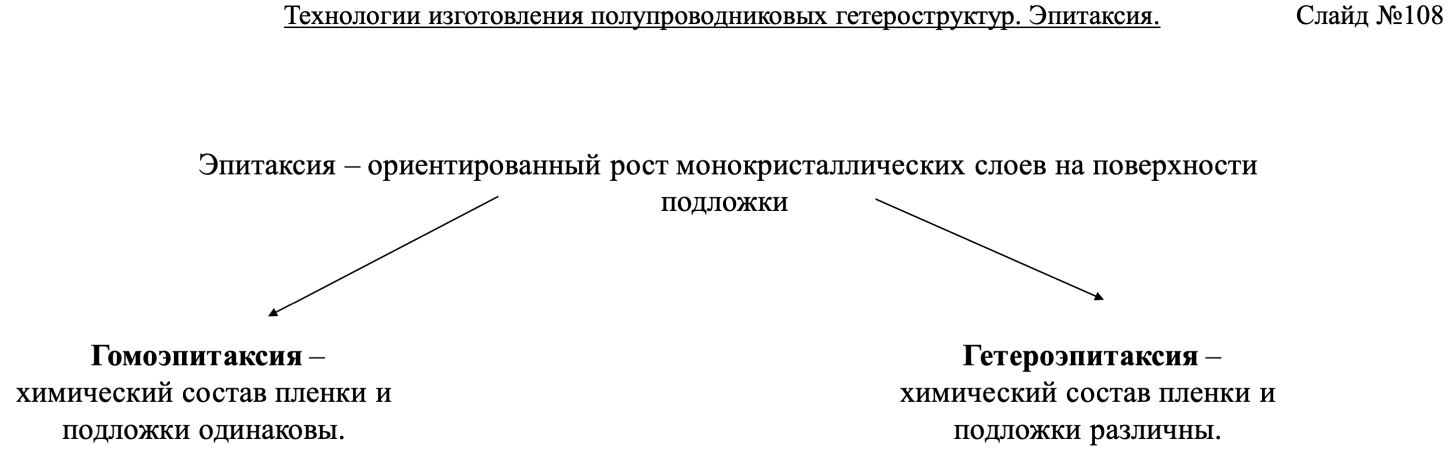 Технологии изготовления полупроводниковых гетероструктур. Эпитаксия.
Слайд №108
Эпитаксия – ориентированный рост монокристаллических слоев на поверхности
подложки
Гомоэпитаксия –
химический состав пленки и
подложки одинаковы.
Гетероэпитаксия –
химический состав пленки и
подложки различны.